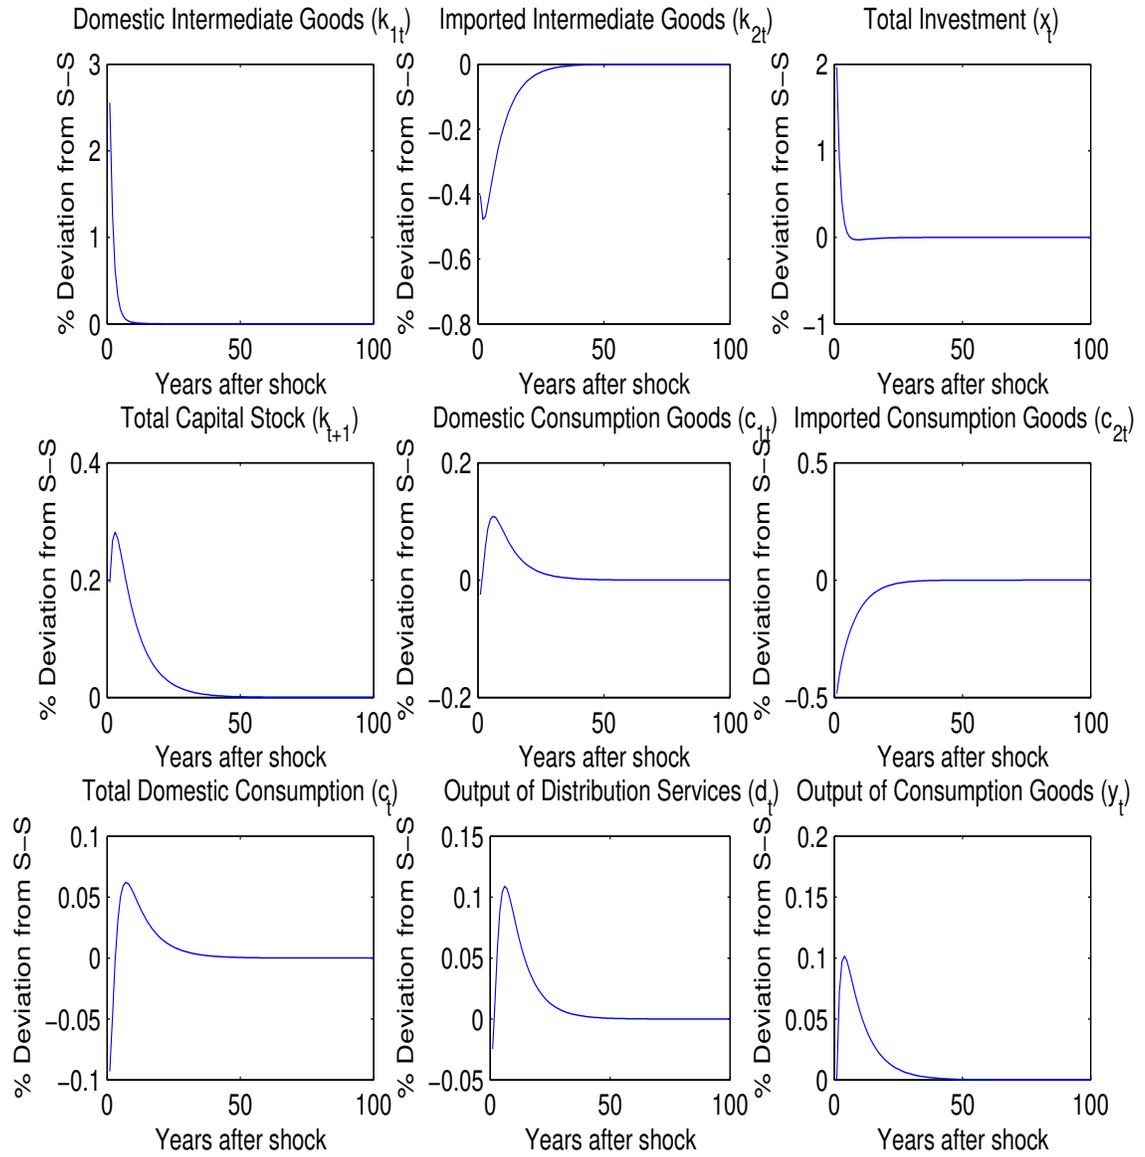 Domestic Intermediate Goods (k1t)
% Deviation from S−S
3
2
1
0
0
50
100
Years after shock
Imported Intermediate Goods (k2t)
% Deviation from S−S
0
−0.2
−0.4
−0.6
−0.8
0
50
100
Years after shock
Total Investment (xt)
% Deviation from S−S
2
1
0
−1
0
50
100
Years after shock
Total Capital Stock (kt+1)
% Deviation from S−S
0.4
0.2
0
0
50
100
Years after shock
Domestic Consumption Goods (c1t)
% Deviation from S−S
0.2
0
−0.2
0
50
100
Years after shock
Imported Consumption Goods (c2t)
% Deviation from S−S
0.5
0
−0.5
0
50
100
Years after shock
Total Domestic Consumption (ct)
% Deviation from S−S
0.1
0.05
0
−0.05
−0.1
0
50
100
Years after shock
Output of Distribution Services (dt)
% Deviation from S−S
0.15
0.1
0.05
0
−0.05
0
50
100
Years after shock
Output of Consumption Goods (yt)
% Deviation from S−S
0.2
0.15
0.1
0.05
0
0
50
100
Years after shock